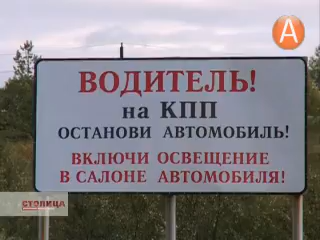 A
ВОДИТЕЛЬ!
на КПП
ОСТАНОВИ АВТОМОБИЛЬ!
ВКЛЮЧИ ОСВЕЩЕНИЕ
В САЛОНЕ АВТОМОБИЛЯ!
СТОЛИЦА